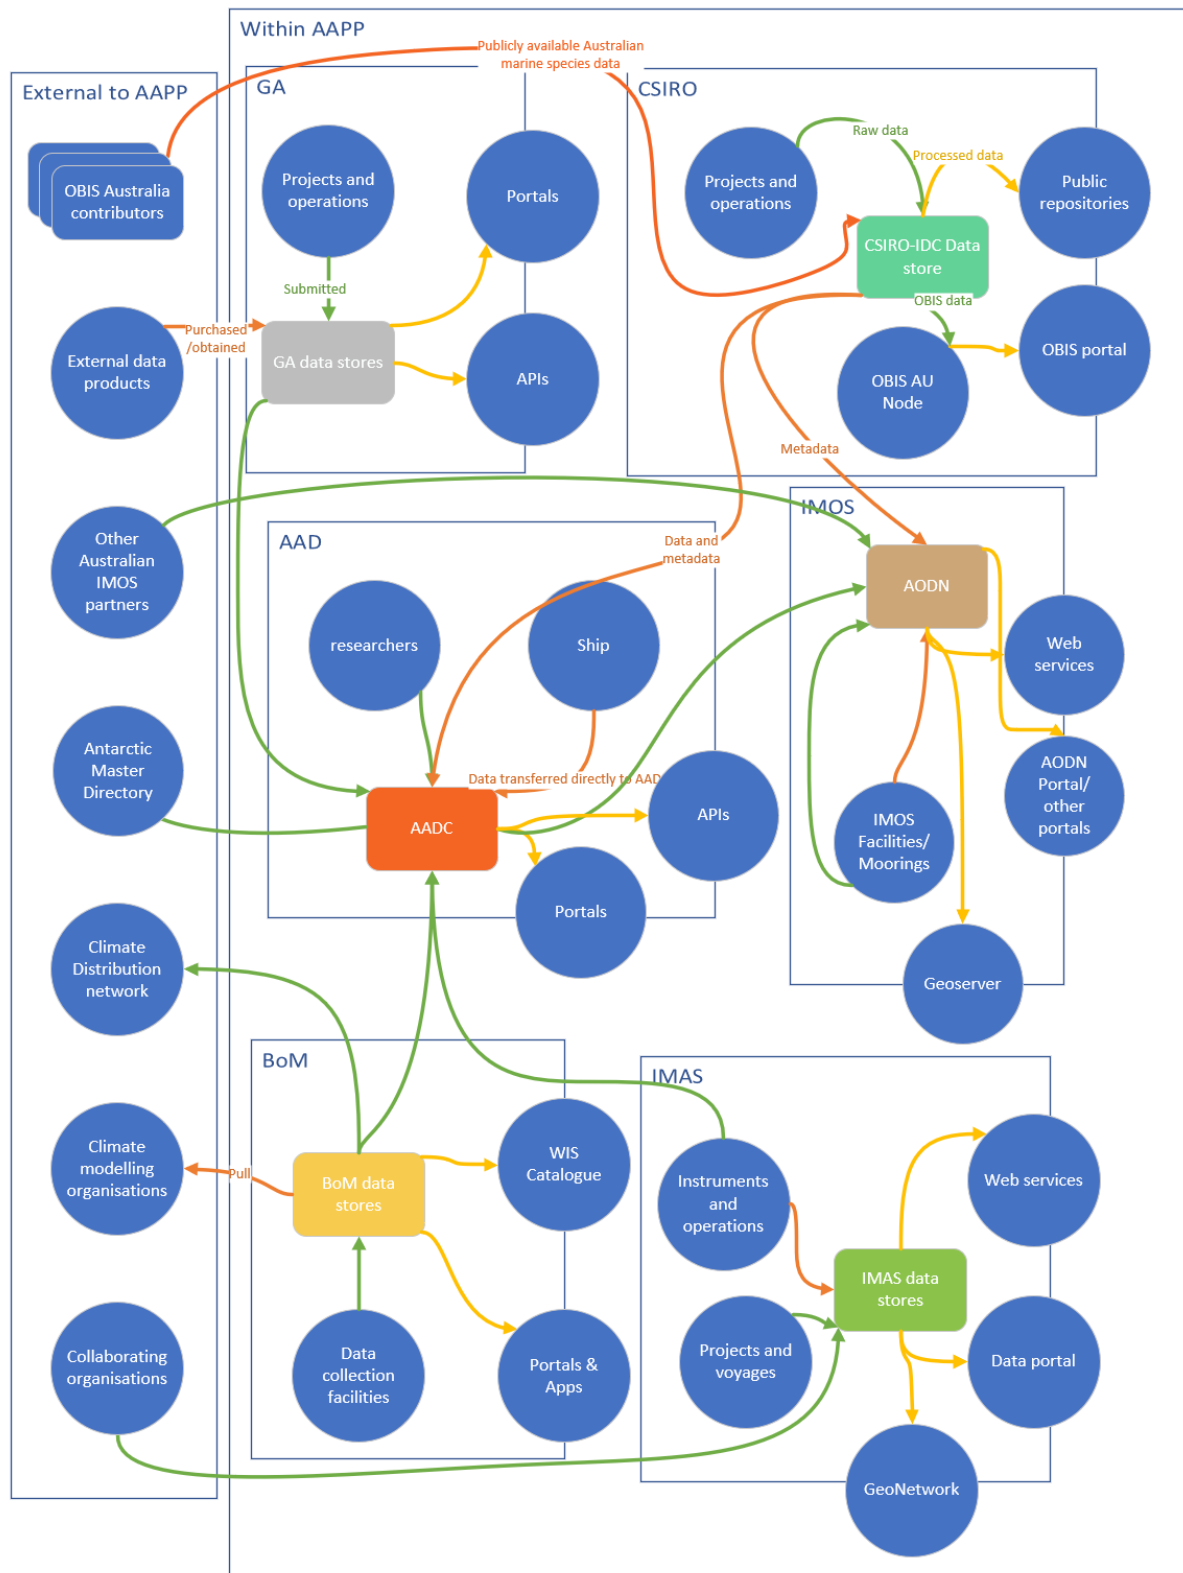 Within AAPP
Publicly available Australian
marine species data
External to AAPP
OBIS Australia
contributors
External data
products
Other
Australian
IMOS
partners
Antarctic
Master
Directory
Climate
Distribution
network
Climate
modelling
organisations
Collaborating
organisations
GA
Projects and
operations
Portals
Submitted
Purchased
/obtained
GA data stores
APIs
CSIRO
Raw data
Processed data
Projects and
operations
Public
repositories
CSIRO-IDC Data
store
OBIS data
OBIS AU
Node
OBIS portal
Metadata
AAD
Data and
metadata
researchers
Ship
Data transferred directly to AAD
AADC
APIs
Portals
IMOS
AODN
Web
services
AODN
Portal/
other
portals
IMOS
Facilities/
Moorings
Geoserver
BoM
WIS
Catalogue
Pull
BoM data
stores
Data
collection
facilities
Portals &
Apps
IMAS
Instruments
and
operations
Web services
IMAS data
stores
Projects and
voyages
Data portal
GeoNetwork